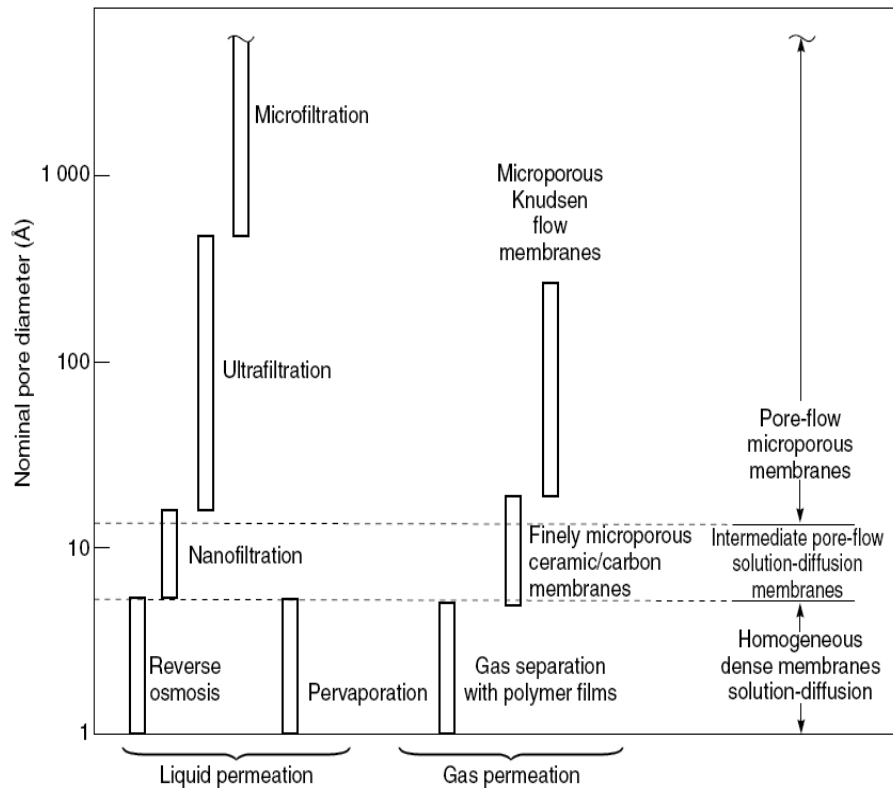 Nominal pore diameter (Å)
1 000
100
10
1
Microfiltration
Ultrafiltration
Nanofiltration
Reverse
osmosis
Pervaporation
Liquid permeation
Microporous
Knudsen
flow
membranes
Finely microporous
ceramic/carbon
membranes
Gas separation
with polymer films
Gas permeation
Pore-flow
microporous
membranes
Intermediate pore-flow
solution-diffusion
membranes
Homogeneous
dense membranes
solution-diffusion